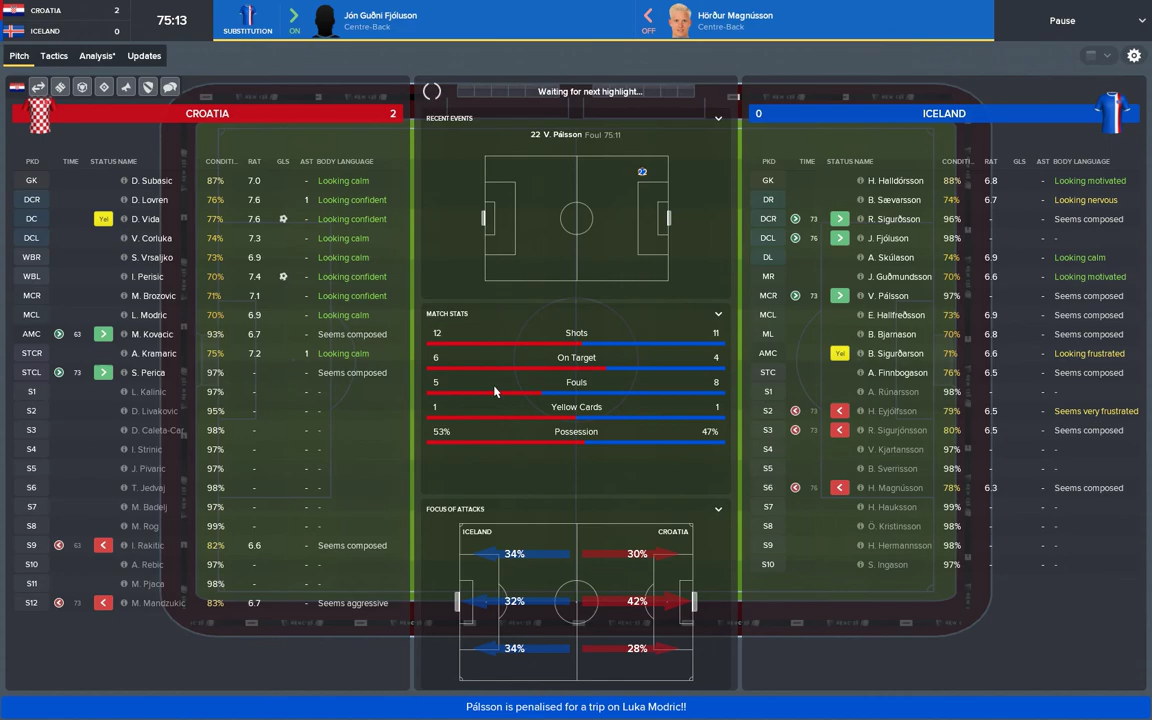 CROATIA 2
ICELAND 0
75:13
SUBSTITUTION
ON
Jón Guðni Fjóluson
Centre-Back
OFF
Hörður Magnússon
Centre-Back
Pause
Pitch Tactics Analysis* Updates
CROATIA 2
PKD TIME STATUS NAME CONDITI... RAT GLS AST BODY LANGUAGE
GK D. Subasic 87% 7.0 - Looking calm
DCR D. Lovren 76% 7.6 1 Looking confident
DC Yel D. Vida 77% 7.6 - Looking confident
DCL V. Corluka 74% 7.3 - Looking calm
WBR S. Vrsaljko 73% 6.9 - Looking calm
WBL I. Perisic 70% 7.4 - Looking confident
MCR M. Brozovic 71% 7.1 - Looking confident
MCL L. Modric 70% 6.9 - Looking calm
AMC 63 M. Kovacic 93% 6.7 - Seems composed
STCR A. Kramaric 75% 7.2 1 Looking calm
STCL 73 S. Perica 97% - - Seems composed
S1 L. Kalinic 97% - - -
S2 D. Livakovic 95% - - -
S3 D. Caleta-Car 98% - - -
S4 I. Strinic 97% - - -
S5 J. Pivaric 97% - - -
S6 T. Jedvaj 98% - - -
S7 M. Badelj 97% - - -
S8 M. Rog 99% - - -
S9 63 I. Rakitic 82% 6.6 - Seems composed
S10 A. Rebic 97% - - -
S11 M. Pjaca 98% - - -
S12 73 M. Mandzukic 83% 6.7 - Seems aggressive
Waiting for next highlight...
RECENT EVENTS
22 V. Pálsson Foul 75:11
22
MATCH STATS
12 Shots 11
6 On Target 4
5 Fouls 8
1 Yellow Cards 1
53% Possession 47%
FOCUS OF ATTACKS
ICELAND CROATIA
34% 30%
32% 42%
34% 28%
0 ICELAND
PKD TIME STATUS NAME CONDITI... RAT GLS AST BODY LANGUAGE
GK H. Halldórsson 88% 6.8 - Looking motivated
DR B. Sævarsson 74% 6.7 - Looking nervous
DCR 73 R. Sigurðsson 96% - - Seems composed
DCL 76 J. Fjóluson 98% - - -
DL A. Skúlason 74% 6.9 - Looking calm
MR J. Guðmundsson 70% 6.6 - Looking motivated
MCR 73 V. Pálsson 97% - - Seems composed
MCL E. Hallfreðsson 73% 6.9 - Seems composed
ML B. Bjarnason 70% 6.8 - Seems composed
AMC Yel B. Sigurðarson 71% 6.6 - Looking frustrated
STC A. Finnbogason 76% 6.5 - Seems composed
S1 A. Rúnarsson 98% - - -
S2 73 H. Eyjólfsson 79% 6.5 - Seems very frustrated
S3 73 R. Sigurjónsson 80% 6.5 - Seems composed
S4 V. Kjartansson 97% - - -
S5 B. Sverrisson 98% - - -
S6 76 H. Magnússon 78% 6.3 - Seems composed
S7 H. Hauksson 99% - - -
S8 Ö. Kristinsson 98% - - -
S9 H. Hermannsson 98% - - -
S10 S. Ingason 97% - - -
Pálsson is penalised for a trip on Luka Modric!!